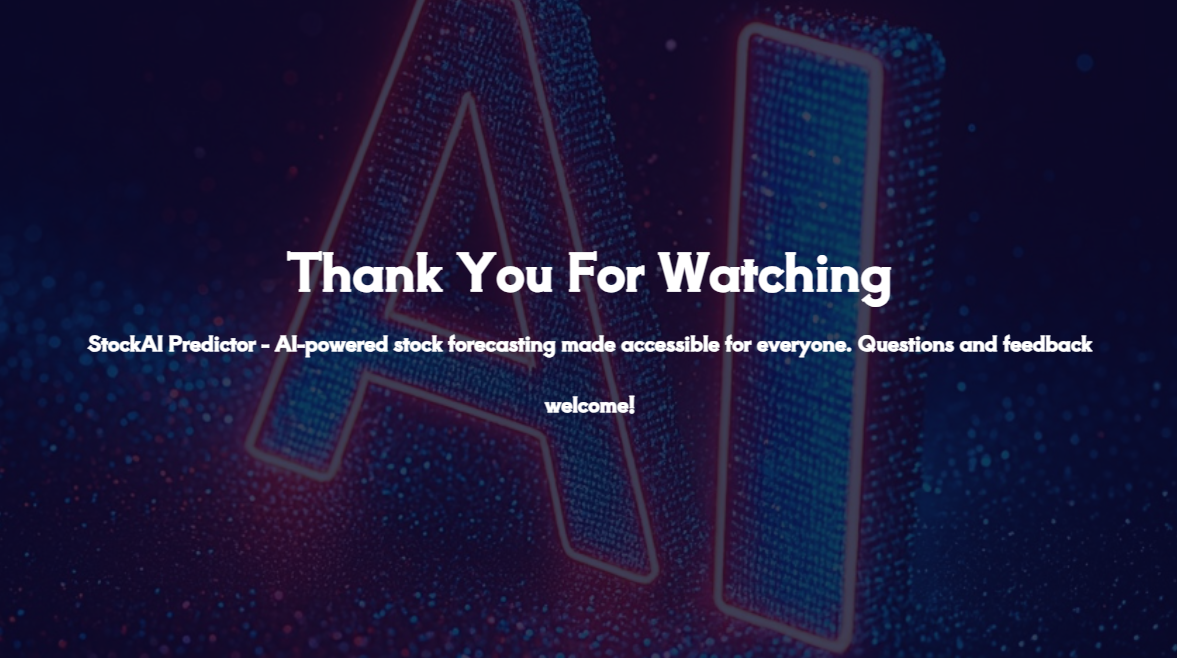 AI
Thank You For Watching
StockAI Predictor - AI-powered stock forecasting made accessible for everyone. Questions and feedback
welcome!